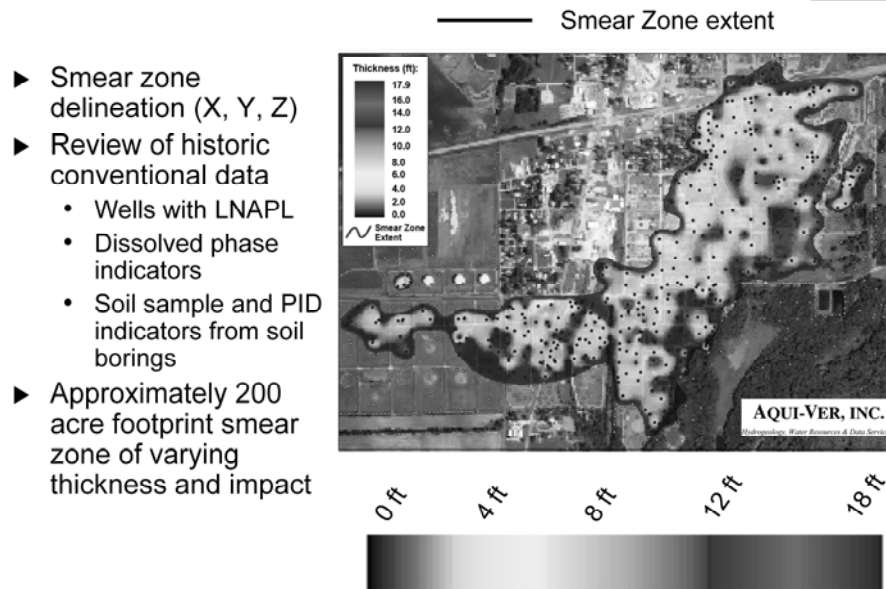 Smear Zone extent
► Smear zone
delineation (X, Y, Z)
► Review of historic
conventional data
• Wells with LNAPL
• Dissolved phase
indicators
• Soil sample and PID
indicators from soil
borings
► Approximately 200
acre footprint smear
zone of varying
thickness and impact
Thickness (ft):
17.9
16.0
14.0
12.0
10.0
8.0
6.0
4.0
2.0
0.0
Smear Zone
Extent
AQUI-VER, INC.
Hydrogeology, Water Resources & Data Servic
0 ft
4 ft
8 ft
12 ft
18 ft